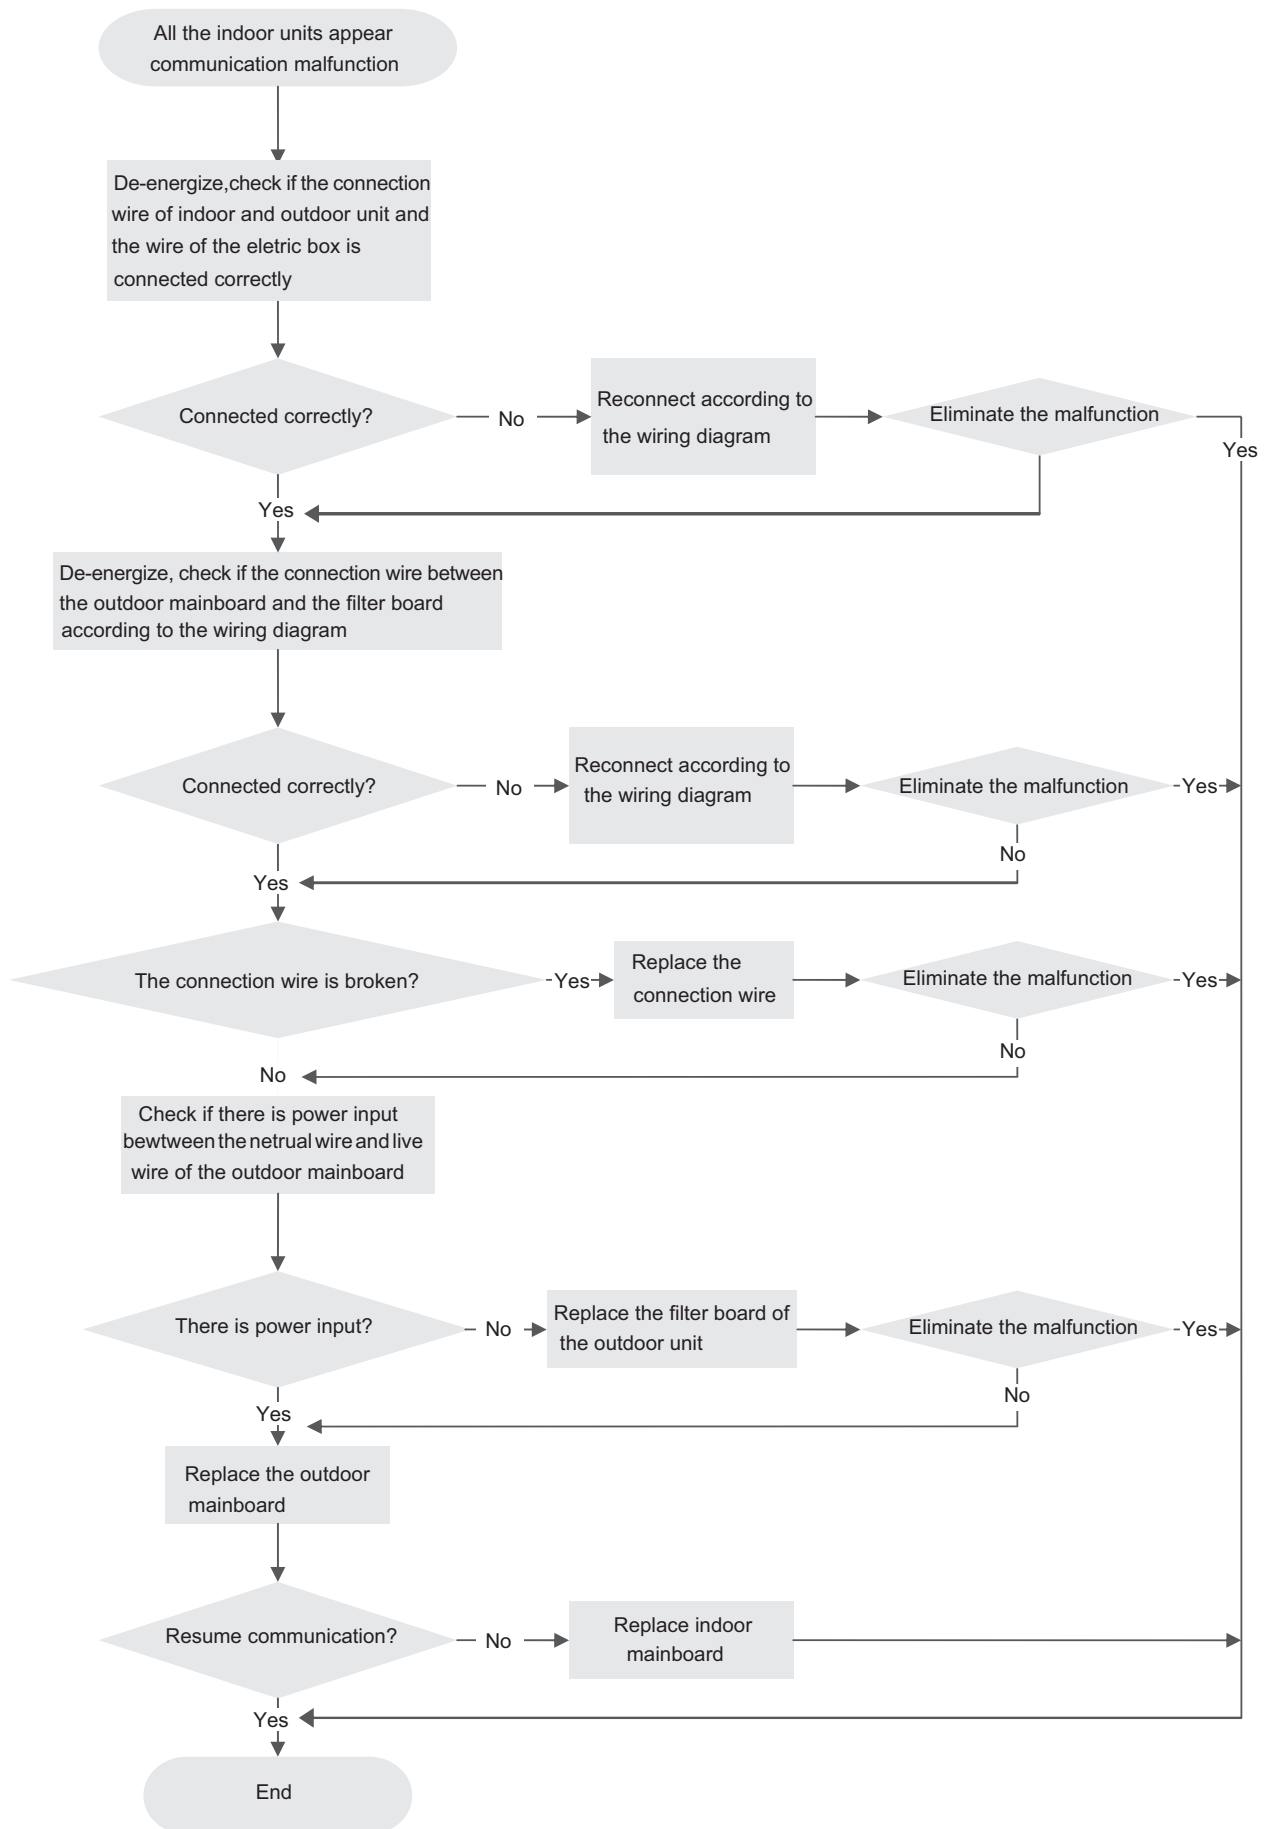 All the indoor units appear
communication malfunction
De-energize,check if the connection
wire of indoor and outdoor unit and
the wire of the eletric box is
connected correctly
Connected correctly?
No
Reconnect according to
the wiring diagram
Eliminate the malfunction
Yes
Yes
De-energize, check if the connection wire between
the outdoor mainboard and the filter board
according to the wiring diagram
Connected correctly?
No
Reconnect according to
the wiring diagram
Eliminate the malfunction
Yes
No
Yes
The connection wire is broken?
Yes
Replace the
connection wire
Eliminate the malfunction
Yes
No
No
Check if there is power input
bewtween the netrual wire and live
wire of the outdoor mainboard
There is power input?
No
Replace the filter board of
the outdoor unit
Eliminate the malfunction
Yes
No
Yes
Replace the outdoor
mainboard
Resume communication?
No
Replace indoor
mainboard
Yes
End